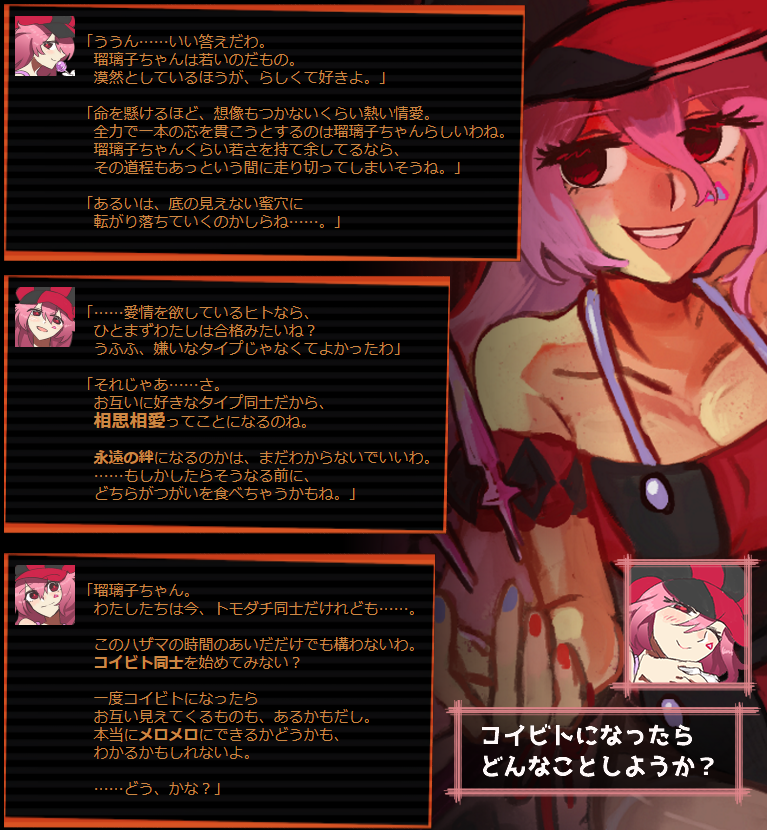 「ううん……いい答えだわ。
瑠璃子ちゃんは若いのだもの。
漠然としているほうが、らしくて好きよ。」
「命を懸けるほど、想像もつかないくらい熱い情愛。
全力で一本の芯を貫こうとするのは瑠璃子ちゃんらしいわね。
瑠璃子ちゃんくらい若さを持て余してるなら、
その道程もあっという間に走り切ってしまいそうね。」
「あるいは、底の見えない蜜穴に
転がり落ちていくのかしらね……。」
「……愛情を欲しているヒトなら、
ひとまずわたしは合格みたいね？
うふふ、嫌いなタイプじゃなくてよかったわ」
「それじゃあ……さ。
お互いに好きなタイプ同士だから、
相思相愛ってことになるのね。
永遠の絆になるのかは、まだわからないでいいわ。
……もしかしたらそうなる前に、
どちらがつがいを食べちゃうかもね。」
「瑠璃子ちゃん。
わたしたちは今、トモダチ同士だけれども……。
このハザマの時間のあいだだけでも構わないわ。
コイビト同士を始めてみない？
一度コイビトになったら
お互い見えてくるものも、あるかもだし。
本当にメロメロにできるかどうかも、
わかるかもしれないよ。
……どう、かな？」
コイビトになったら
どんなことしようか？